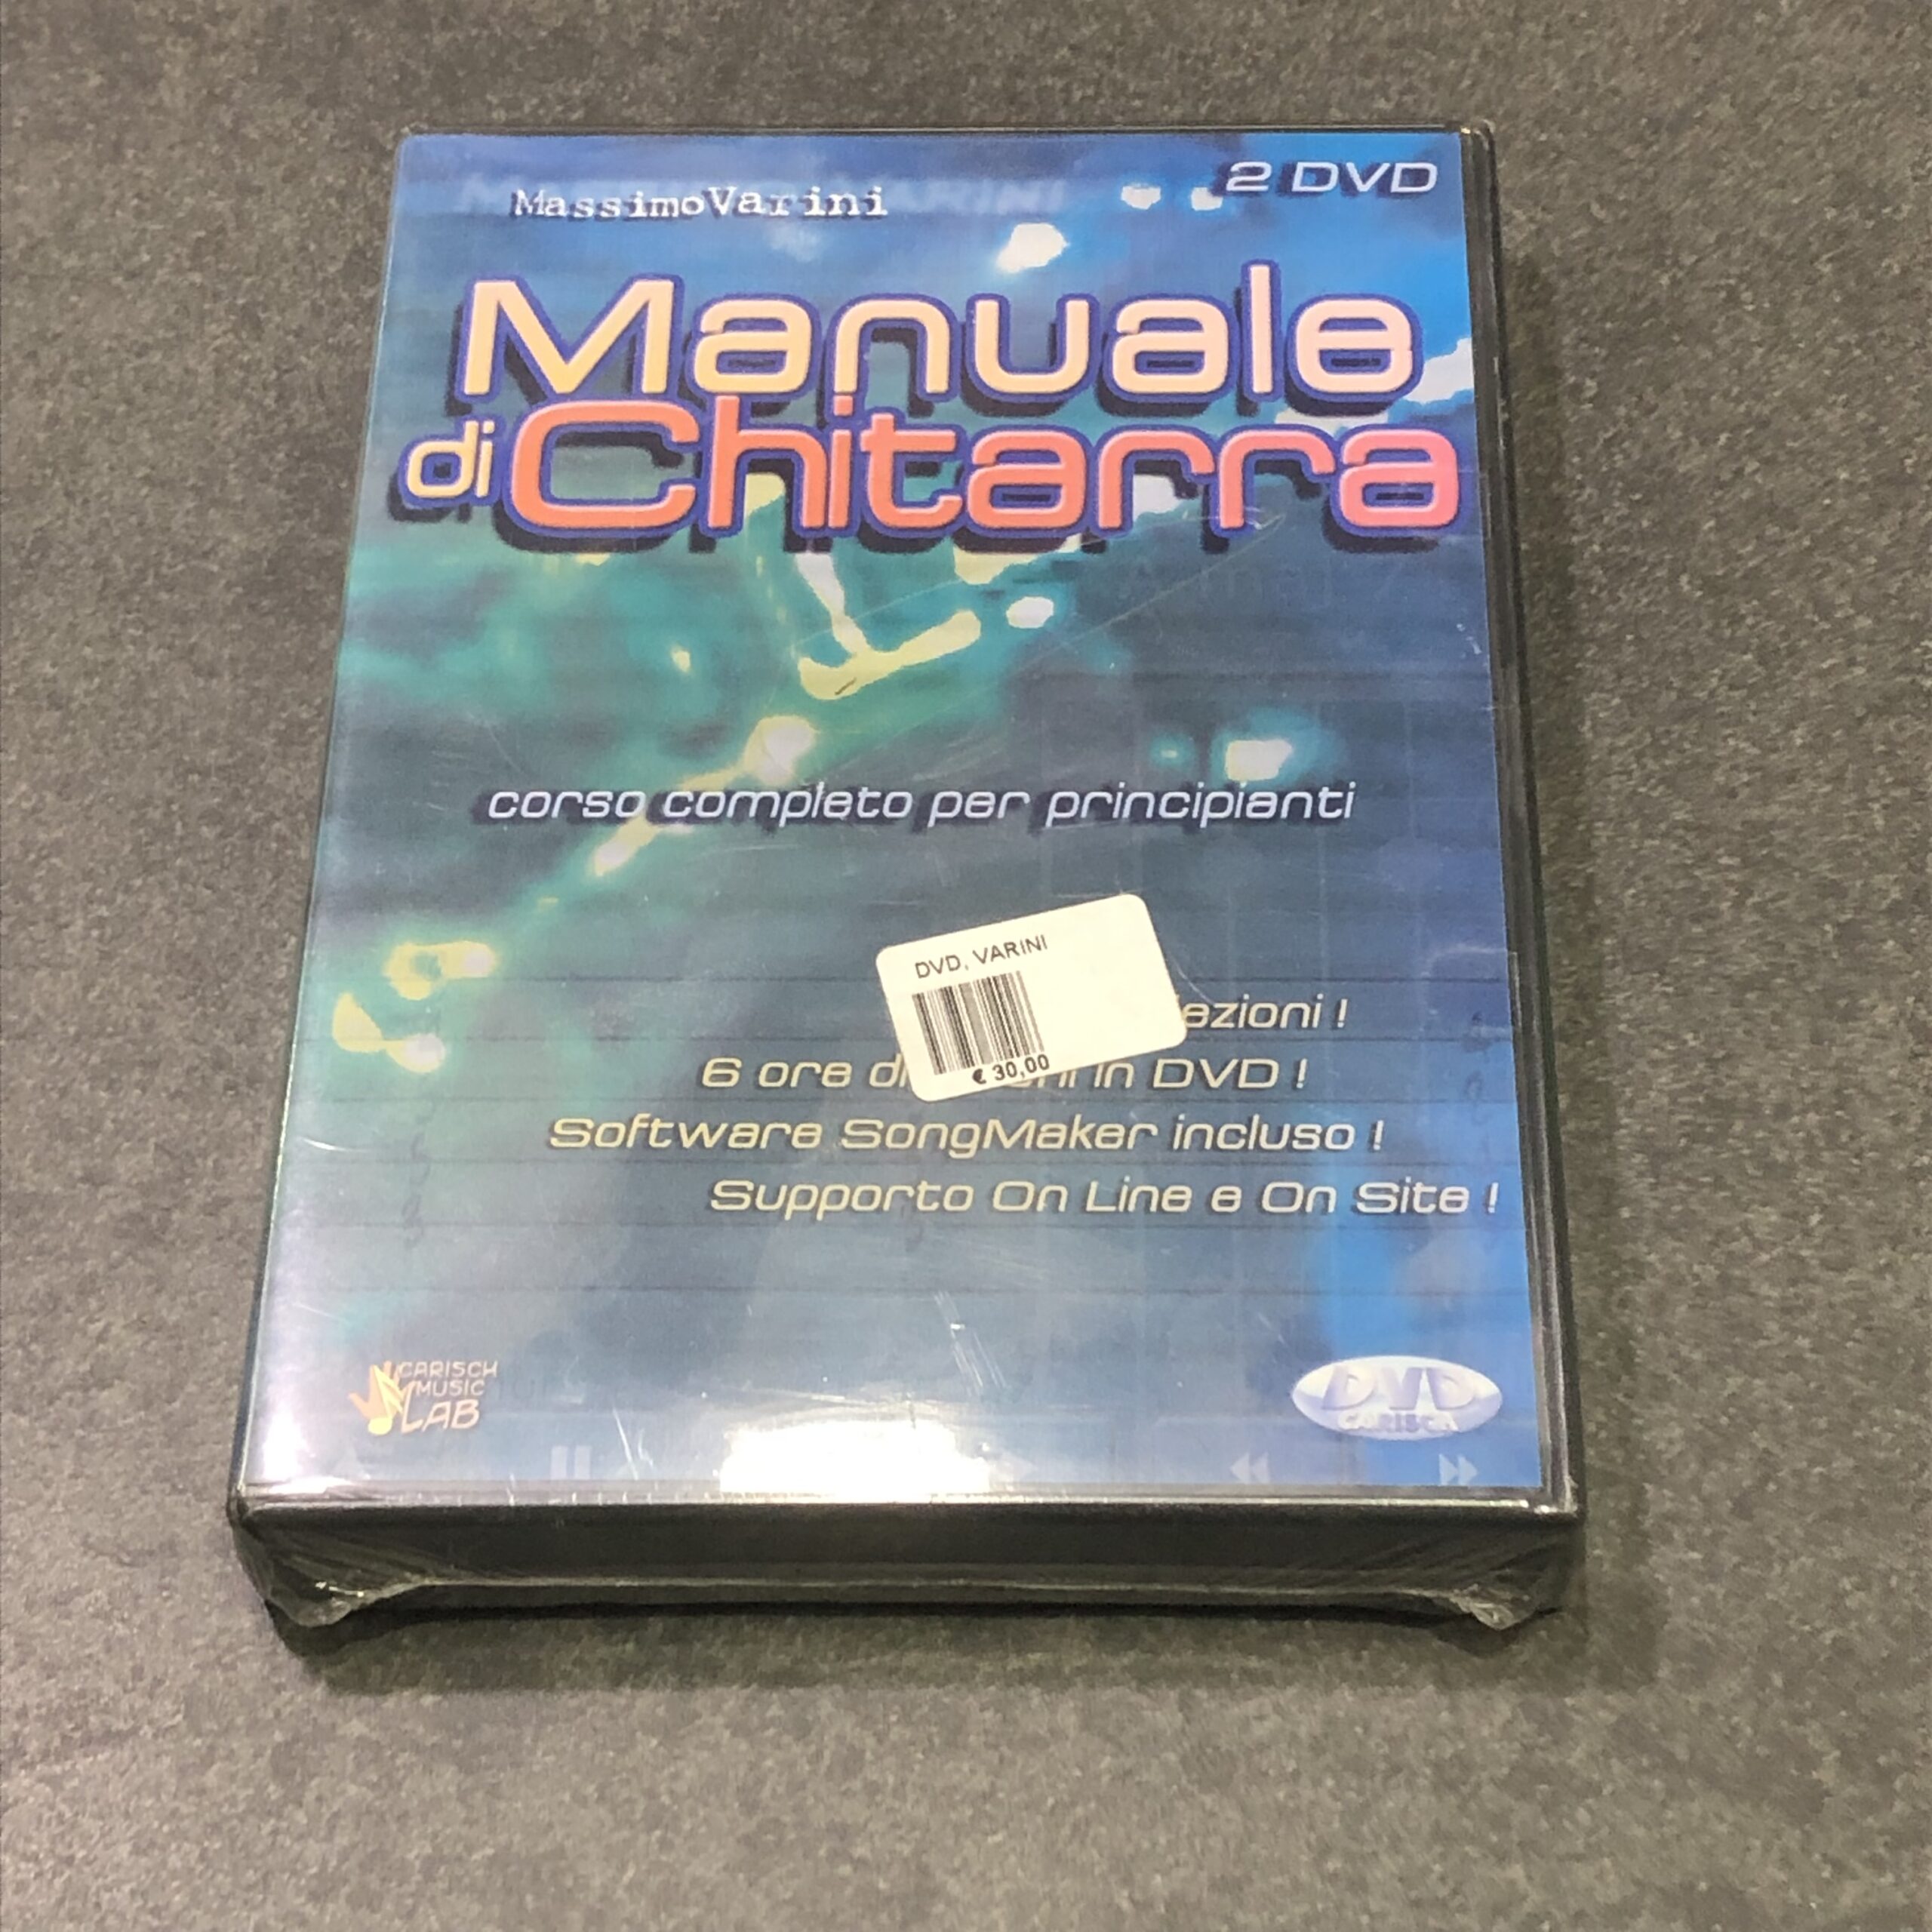 2 DVD
MassimoVarini
Manuale
di Chitarra
corso completo per principianti
DVD, VARINI
€ 30,00
6 ore in DVD !
Software SongMaker incluso !
Supporto On Line e On Site !
CARISCH
MUSIC
LAB
DVD
CARISCH